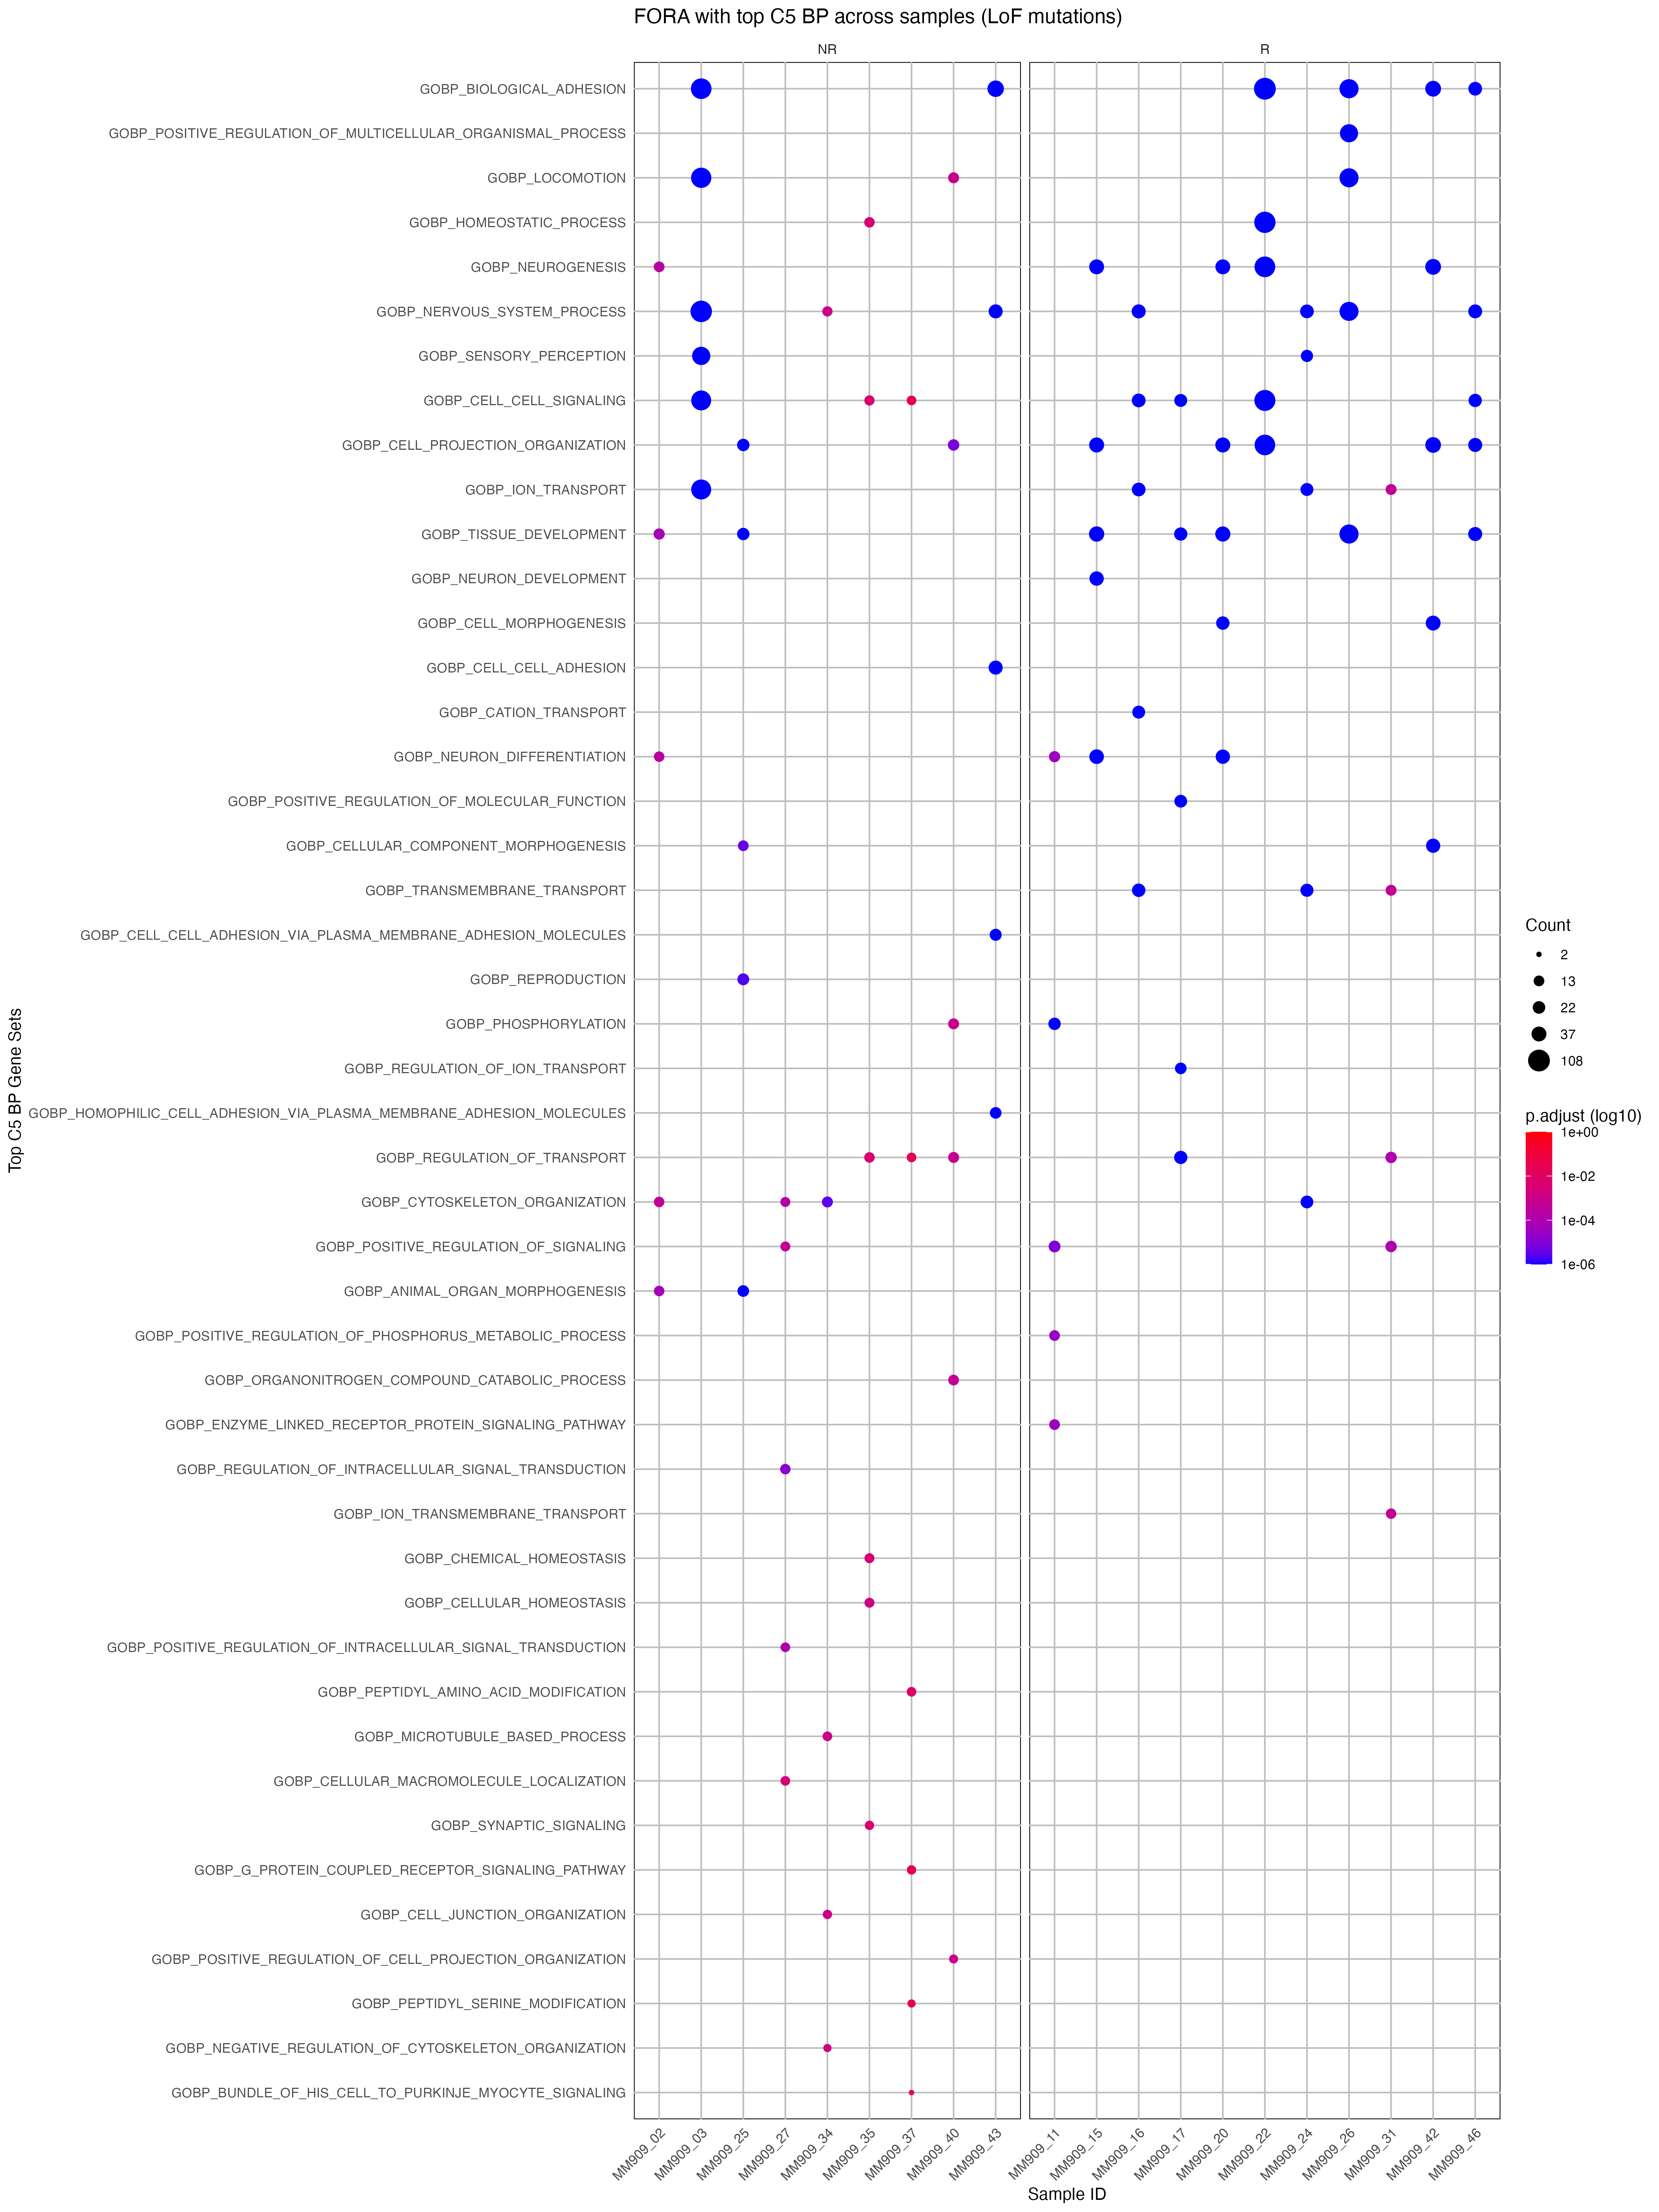 FORA with top C5 BP across samples (LoF mutations)
NR
R
GOBP_BIOLOGICAL_ADHESION
GOBP_POSITIVE_REGULATION_OF_MULTICELLULAR_ORGANISMAL_PROCESS
GOBP_LOCOMOTION
GOBP_HOMEOSTATIC_PROCESS
GOBP_NEUROGENESIS
GOBP_NERVOUS_SYSTEM_PROCESS
GOBP_SENSORY_PERCEPTION
GOBP_CELL_CELL_SIGNALING
GOBP_CELL_PROJECTION_ORGANIZATION
GOBP_ION_TRANSPORT
GOBP_TISSUE_DEVELOPMENT
GOBP_NEURON_DEVELOPMENT
GOBP_CELL_MORPHOGENESIS
GOBP_CELL_CELL_ADHESION
GOBP_CATION_TRANSPORT
GOBP_NEURON_DIFFERENTIATION
GOBP_POSITIVE_REGULATION_OF_MOLECULAR_FUNCTION
GOBP_CELLULAR_COMPONENT_MORPHOGENESIS
GOBP_TRANSMEMBRANE_TRANSPORT
GOBP_CELL_CELL_ADHESION_VIA_PLASMA_MEMBRANE_ADHESION_MOLECULES
GOBP_REPRODUCTION
GOBP_PHOSPHORYLATION
GOBP_REGULATION_OF_ION_TRANSPORT
GOBP_HOMOPHILIC_CELL_ADHESION_VIA_PLASMA_MEMBRANE_ADHESION_MOLECULES
GOBP_REGULATION_OF_TRANSPORT
GOBP_CYTOSKELETON_ORGANIZATION
GOBP_POSITIVE_REGULATION_OF_SIGNALING
GOBP_ANIMAL_ORGAN_MORPHOGENESIS
GOBP_POSITIVE_REGULATION_OF_PHOSPHORUS_METABOLIC_PROCESS
GOBP_ORGANONITROGEN_COMPOUND_CATABOLIC_PROCESS
GOBP_ENZYME_LINKED_RECEPTOR_PROTEIN_SIGNALING_PATHWAY
GOBP_REGULATION_OF_INTRACELLULAR_SIGNAL_TRANSDUCTION
GOBP_ION_TRANSMEMBRANE_TRANSPORT
GOBP_CHEMICAL_HOMEOSTASIS
GOBP_CELLULAR_HOMEOSTASIS
GOBP_POSITIVE_REGULATION_OF_INTRACELLULAR_SIGNAL_TRANSDUCTION
GOBP_PEPTIDYL_AMINO_ACID_MODIFICATION
GOBP_MICROTUBULE_BASED_PROCESS
GOBP_CELLULAR_MACROMOLECULE_LOCALIZATION
GOBP_SYNAPTIC_SIGNALING
GOBP_G_PROTEIN_COUPLED_RECEPTOR_SIGNALING_PATHWAY
GOBP_CELL_JUNCTION_ORGANIZATION
GOBP_POSITIVE_REGULATION_OF_CELL_PROJECTION_ORGANIZATION
GOBP_PEPTIDYL_SERINE_MODIFICATION
GOBP_NEGATIVE_REGULATION_OF_CYTOSKELETON_ORGANIZATION
GOBP_BUNDLE_OF_HIS_CELL_TO_PURKINJE_MYOCYTE_SIGNALING
Top C5 BP Gene Sets
MM909_02
MM909_03
MM909_25
MM909_27
MM909_34
MM909_35
MM909_37
MM909_40
MM909_43
MM909_11
MM909_15
MM909_16
MM909_17
MM909_20
MM909_22
MM909_24
MM909_26
MM909_31
MM909_42
MM909_46
Sample ID
Count
2
13
22
37
108
p.adjust (log10)
1e+00
1e-02
1e-04
1e-06